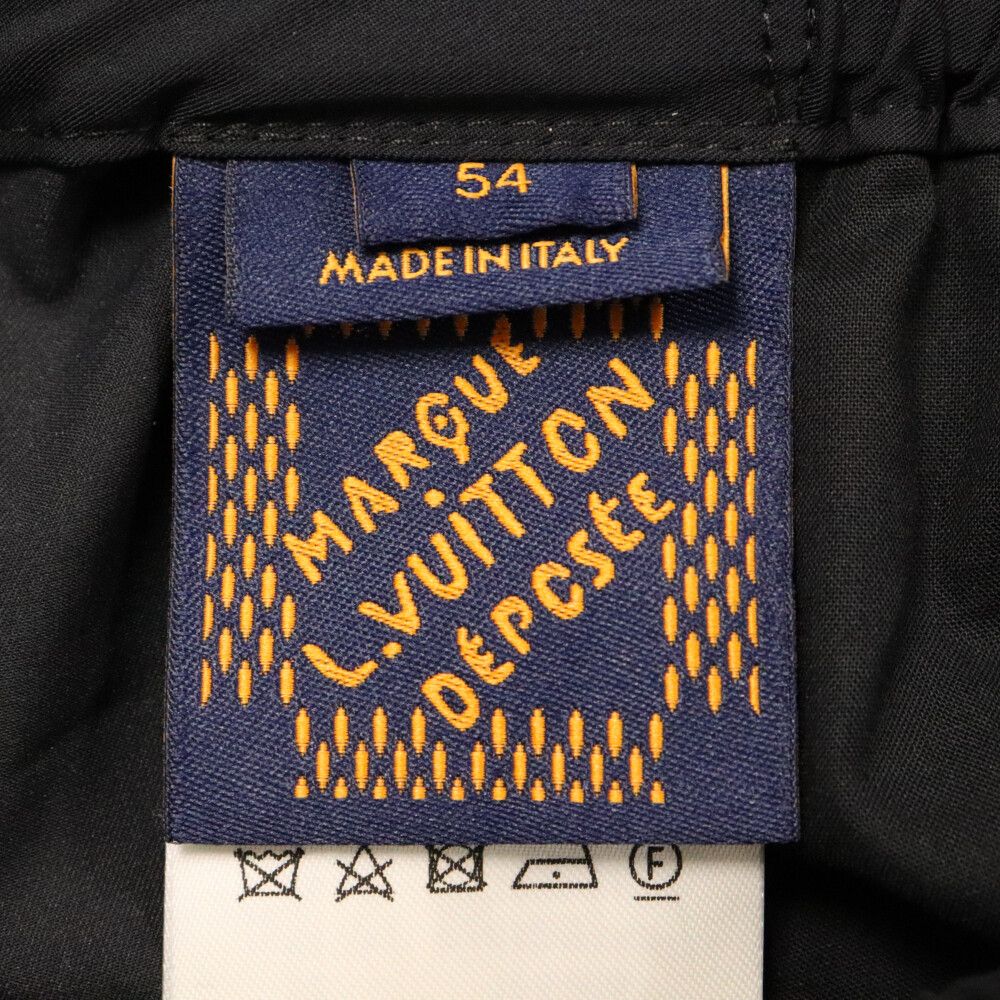 54
MADE IN ITALY
MARQUE
L.VUITTON
DÉPOSÉE
F